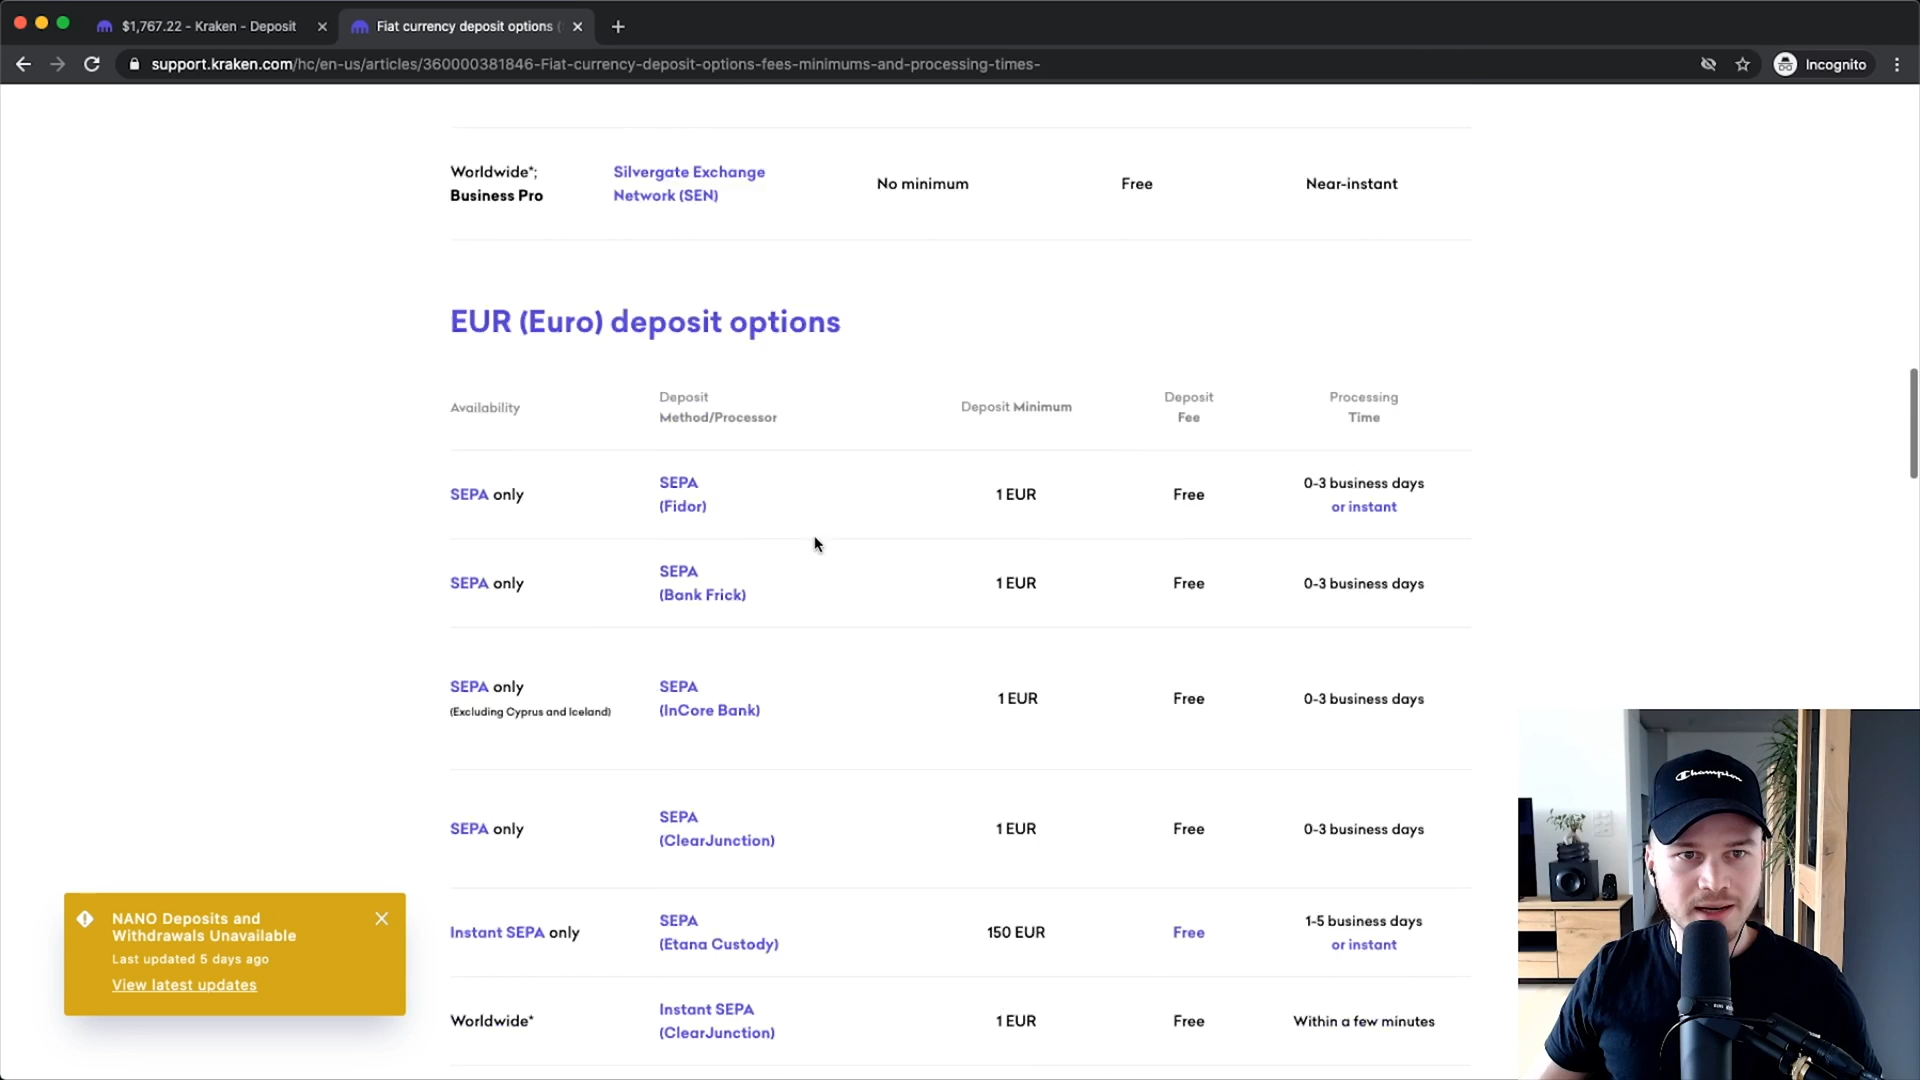 $1,767.22 - Kraken - Deposit
Fiat currency deposit options
support.kraken.com/hc/en-us/articles/360000381846-Fiat-currency-deposit-options-fees-minimums-and-processing-times-
Incognito
Worldwide*;
Business Pro
Silvergate Exchange
Network (SEN)
No minimum
Free
Near-instant
EUR (Euro) deposit options
Availability
Deposit
Method/Processor
Deposit Minimum
Deposit
Fee
Processing
Time
SEPA only
SEPA
(Fidor)
1 EUR
Free
0-3 business days
or instant
SEPA only
SEPA
(Bank Frick)
1 EUR
Free
0-3 business days
SEPA only
(Excluding Cyprus and Iceland)
SEPA
(InCore Bank)
1 EUR
Free
0-3 business days
SEPA only
SEPA
(ClearJunction)
1 EUR
Free
0-3 business days
Instant SEPA only
SEPA
(Etana Custody)
150 EUR
Free
1-5 business days
or instant
Worldwide*
Instant SEPA
(ClearJunction)
1 EUR
Free
Within a few minutes
NANO Deposits and
Withdrawals Unavailable
Last updated 5 days ago
View latest updates
Champion